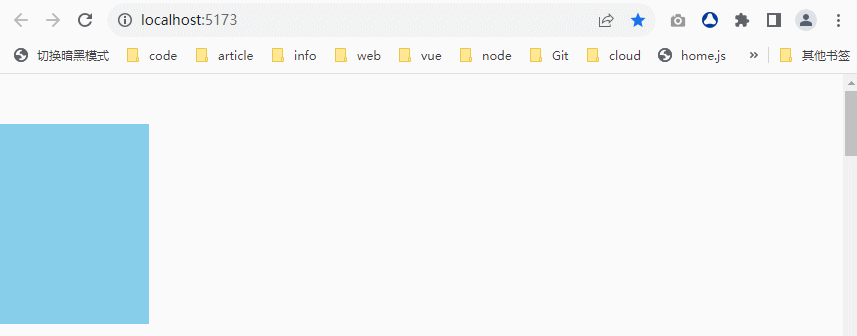 localhost:5173
切换暗黑模式 code article info web vue node Git cloud home.js » 其他书签